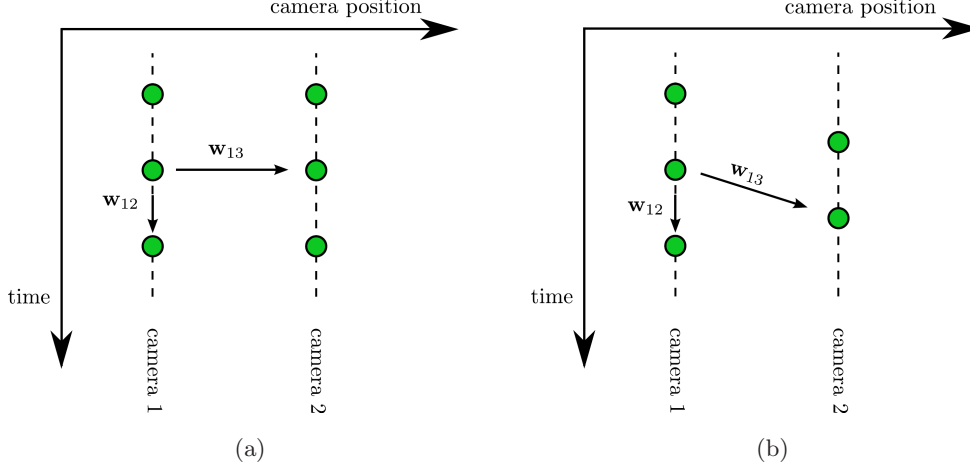 camera position
w13
w12
time
camera 1
camera 2
(a)
camera position
w13
w12
time
camera 1
camera 2
(b)